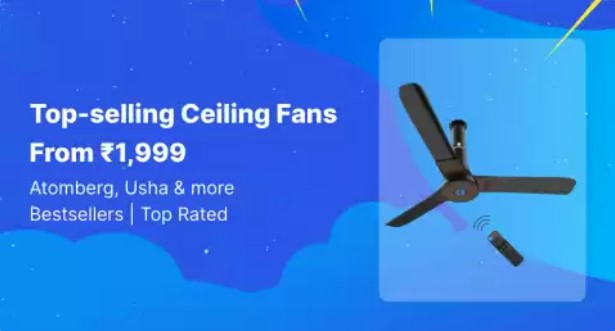 Top-selling Ceiling Fans
From ₹1,999
Atomberg, Usha & more
Bestsellers | Top Rated